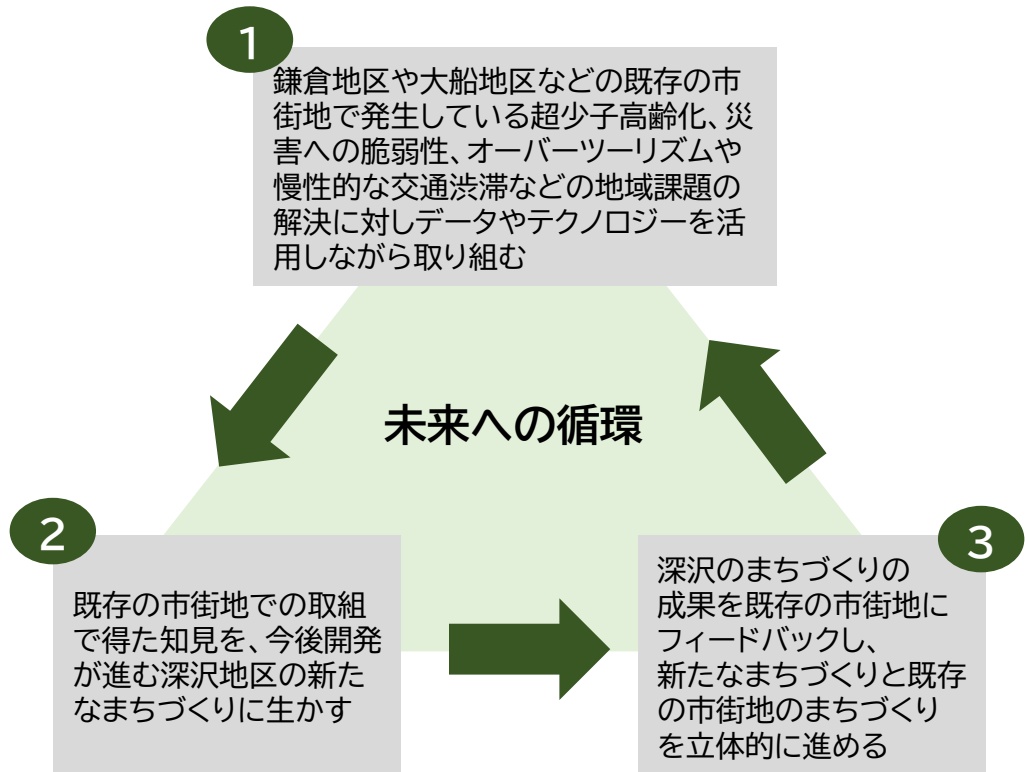 1
鎌倉地区や大船地区などの既存の市
街地で発生している超少子高齢化、災
害への脆弱性、オーバーツーリズムや
慢性的な交通渋滞などの地域課題の
解決に対しデータやテクノロジーを活
用しながら取り組む
未来への循環
2
既存の市街地での取組
で得た知見を、今後開発
が進む深沢地区の新た
なまちづくりに生かす
3
深沢のまちづくりの
成果を既存の市街地に
フィードバックし、
新たなまちづくりと既存
の市街地のまちづくり
を立体的に進める